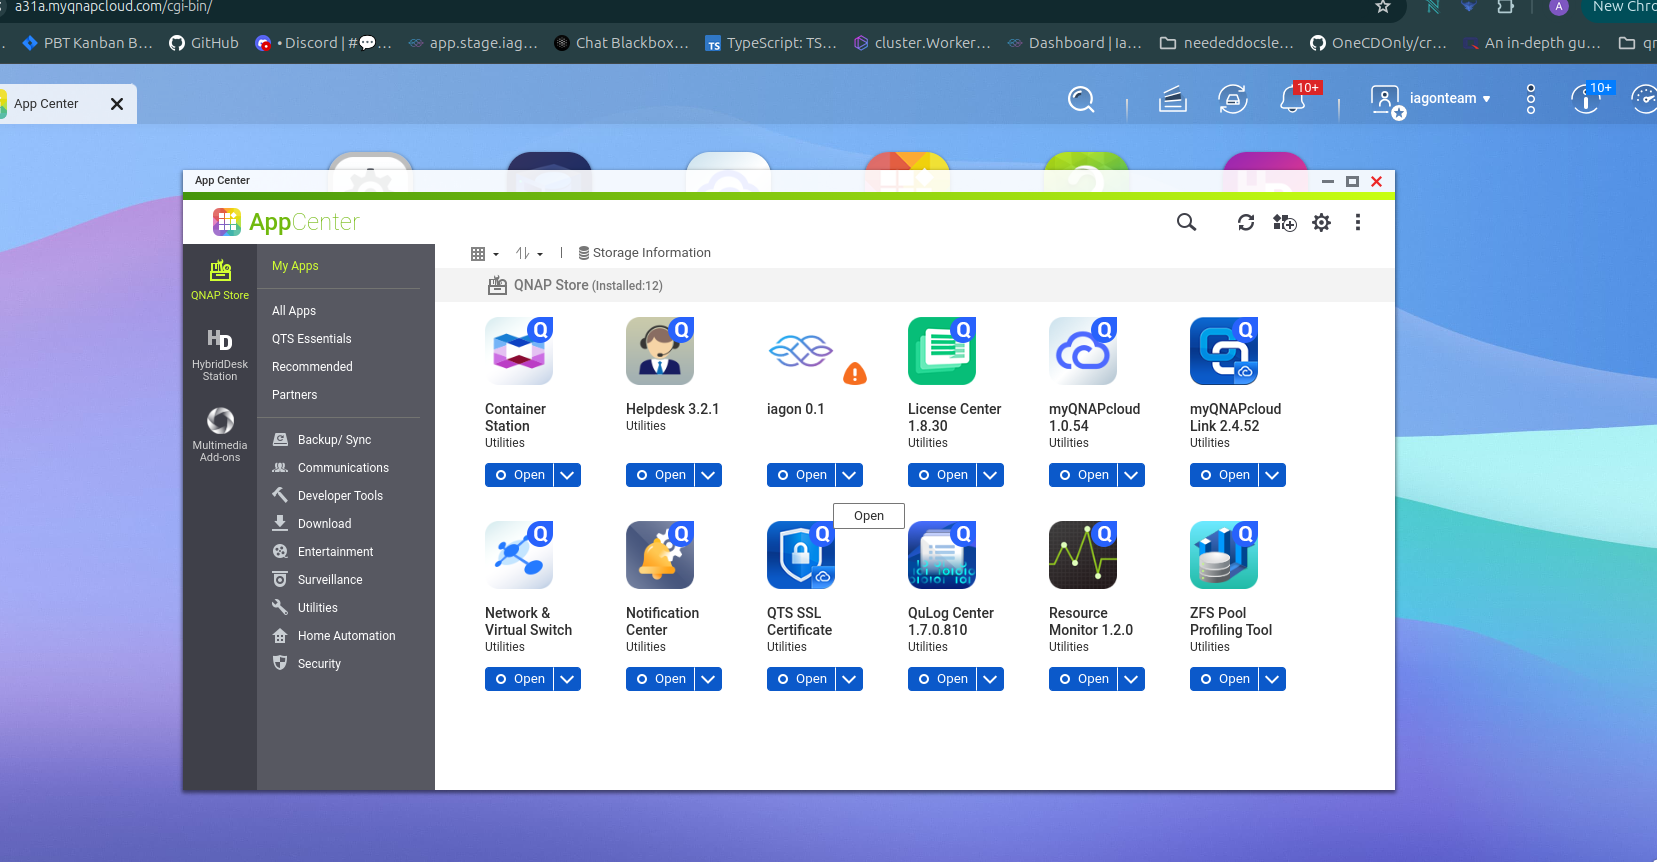 a31a.myqnapcloud.com/cgi-bin/
A
New Chro
PBT Kanban B...
GitHub
• Discord | #💬...
app.stage.iag...
Chat Blackbox...
TS
TypeScript: TS...
cluster.Worker...
Dashboard | Ia...
neededdocsle...
OneCDOnly/cr...
An in-depth gu...
qn
App Center
10+
iagonteam
10+
App Center
AppCenter
Storage Information
QNAP Store
HD
HybridDesk
Station
Multimedia
Add-ons
My Apps
All Apps
QTS Essentials
Recommended
Partners
Backup/ Sync
Communications
Developer Tools
Download
Entertainment
Surveillance
Utilities
Home Automation
Security
QNAP Store (Installed:12)
Q
Q
Q
Q
Q
Container
Station
Utilities
Helpdesk 3.2.1
Utilities
iagon 0.1
License Center
1.8.30
Utilities
myQNAPcloud
1.0.54
Utilities
myQNAPcloud
Link 2.4.52
Utilities
Open
Open
Open
Open
Open
Open
Open
Q
Q
Q
Q
Q
Q
Network &
Virtual Switch
Utilities
Notification
Center
Utilities
QTS SSL
Certificate
Utilities
QuLog Center
1.7.0.810
Utilities
Resource
Monitor 1.2.0
Utilities
ZFS Pool
Profiling Tool
Utilities
Open
Open
Open
Open
Open
Open